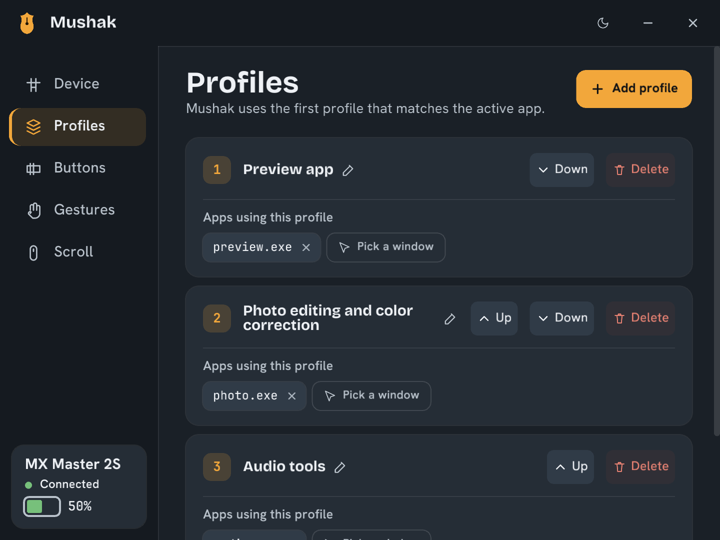 Mushak
Device
Profiles
Buttons
Gestures
Scroll
MX Master 2S
Connected
50%
Profiles
Mushak uses the first profile that matches the active app.
Add profile
1
Preview app
Down
Delete
Apps using this profile
preview.exe
Pick a window
2
Photo editing and color
correction
Up
Down
Delete
Apps using this profile
photo.exe
Pick a window
3
Audio tools
Up
Delete
Apps using this profile